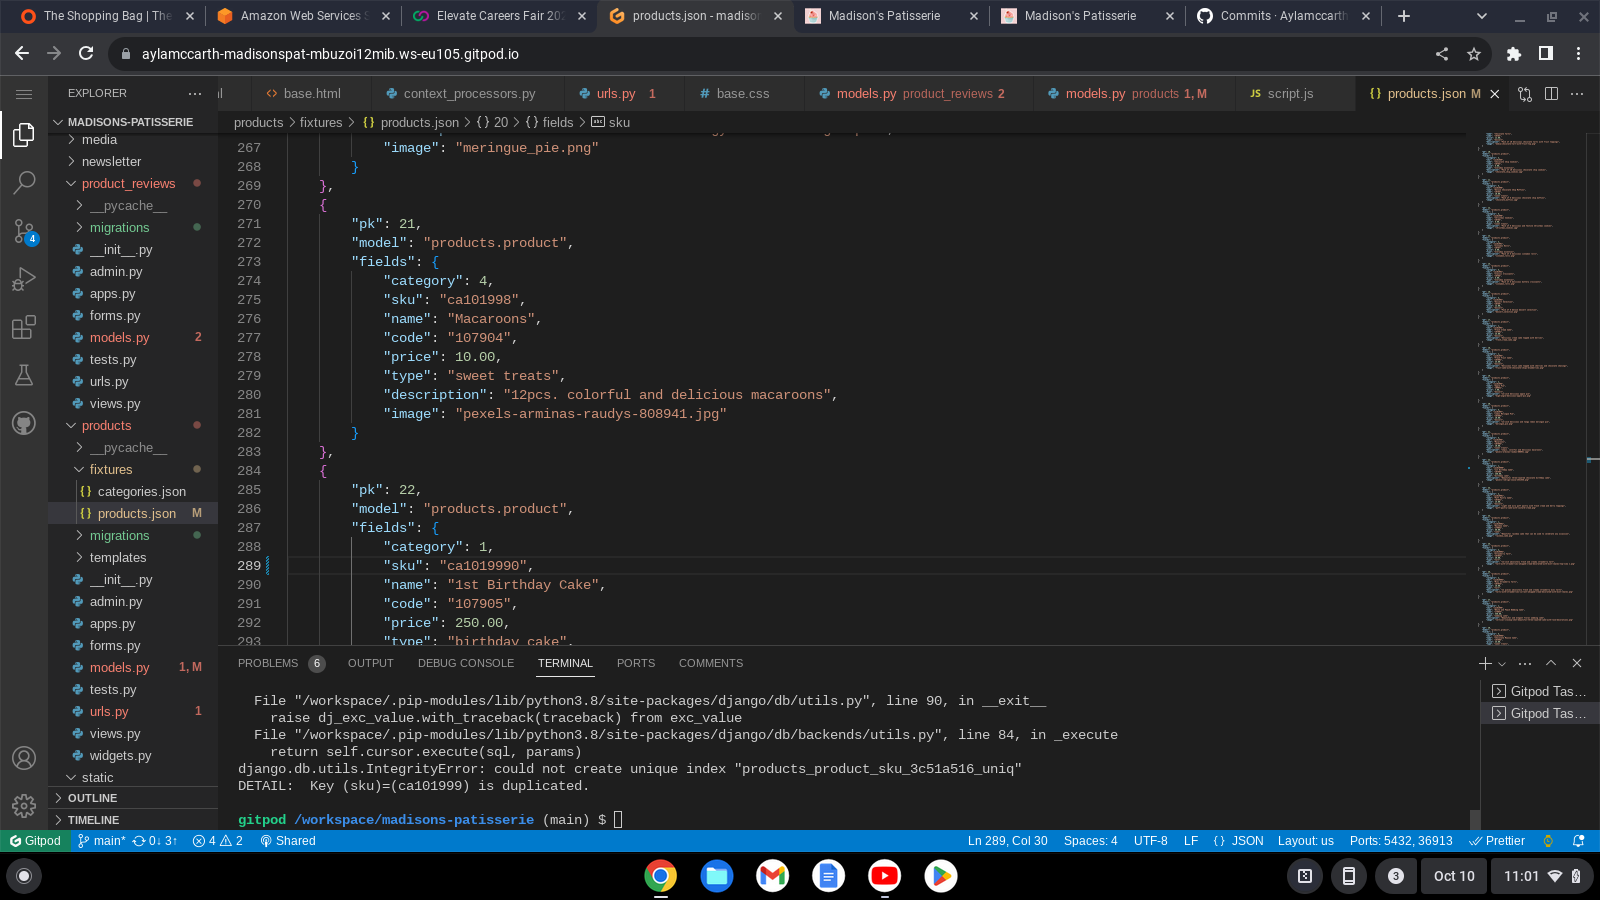 The Shopping Bag | The
Amazon Web Services S
Elevate Careers Fair 202
products.json - madison
Madison's Patisserie
Madison's Patisserie
Commits · Aylamccarth
aylamccarth-madisonspat-mbuzoi12mib.ws-eu105.gitpod.io
EXPLORER
base.html
context_processors.py
urls.py 1
base.css
models.py product_reviews 2
models.py products 1, M
script.js
products.json M
MADISONS-PATISSERIE
media
newsletter
product_reviews
__pycache__
migrations
__init__.py
admin.py
apps.py
forms.py
models.py 2
tests.py
urls.py
views.py
products
__pycache__
fixtures
categories.json
products.json M
migrations
templates
__init__.py
admin.py
apps.py
forms.py
models.py 1, M
tests.py
urls.py 1
views.py
widgets.py
static
OUTLINE
TIMELINE
4
products > fixtures > {} products.json > {} 20 > {} fields > sku
267 "image": "meringue_pie.png"
268 }
269 },
270 {
271 "pk": 21,
272 "model": "products.product",
273 "fields": {
274 "category": 4,
275 "sku": "ca101998",
276 "name": "Macaroons",
277 "code": "107904",
278 "price": 10.00,
279 "type": "sweet treats",
280 "description": "12pcs. colorful and delicious macaroons",
281 "image": "pexels-arminas-raudys-808941.jpg"
282 }
283 },
284 {
285 "pk": 22,
286 "model": "products.product",
287 "fields": {
288 "category": 1,
289 "sku": "ca1019990",
290 "name": "1st Birthday Cake",
291 "code": "107905",
292 "price": 250.00,
293 "type": "birthday cake",
PROBLEMS 6 OUTPUT DEBUG CONSOLE TERMINAL PORTS COMMENTS
File "/workspace/.pip-modules/lib/python3.8/site-packages/django/db/utils.py", line 90, in __exit__
raise dj_exc_value.with_traceback(traceback) from exc_value
File "/workspace/.pip-modules/lib/python3.8/site-packages/django/db/backends/utils.py", line 84, in _execute
return self.cursor.execute(sql, params)
django.db.utils.IntegrityError: could not create unique index "products_product_sku_3c51a516_uniq"
DETAIL:  Key (sku)=(ca101999) is duplicated.
gitpod /workspace/madisons-patisserie (main) $
Gitpod Tas...
Gitpod Tas...
Gitpod main* 0↓ 3↑ 4 2 Shared
Ln 289, Col 30 Spaces: 4 UTF-8 LF {} JSON Layout: us Ports: 5432, 36913 Prettier
3 Oct 10 11:01